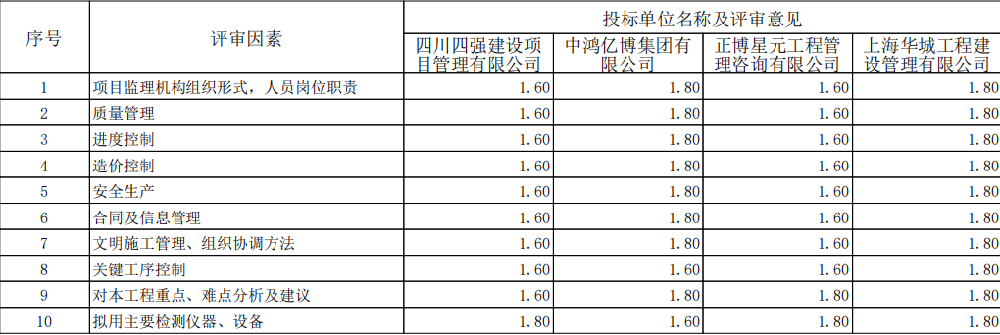 序号 评审因素 投标单位名称及评审意见
四川四强建设项目管理有限公司 中鸿亿博集团有限公司 正博星元工程管理咨询有限公司 上海华城工程建设管理有限公司
1 项目监理机构组织形式，人员岗位职责 1.60 1.80 1.60 1.80
2 质量管理 1.60 1.80 1.60 1.80
3 进度控制 1.60 1.80 1.60 1.80
4 造价控制 1.60 1.80 1.60 1.80
5 安全生产 1.60 1.80 1.60 1.80
6 合同及信息管理 1.60 1.80 1.60 1.80
7 文明施工管理、组织协调方法 1.60 1.80 1.60 1.80
8 关键工序控制 1.60 1.80 1.60 1.80
9 对本工程重点、难点分析及建议 1.60 1.80 1.80 1.80
10 拟用主要检测仪器、设备 1.80 1.60 1.80 1.80